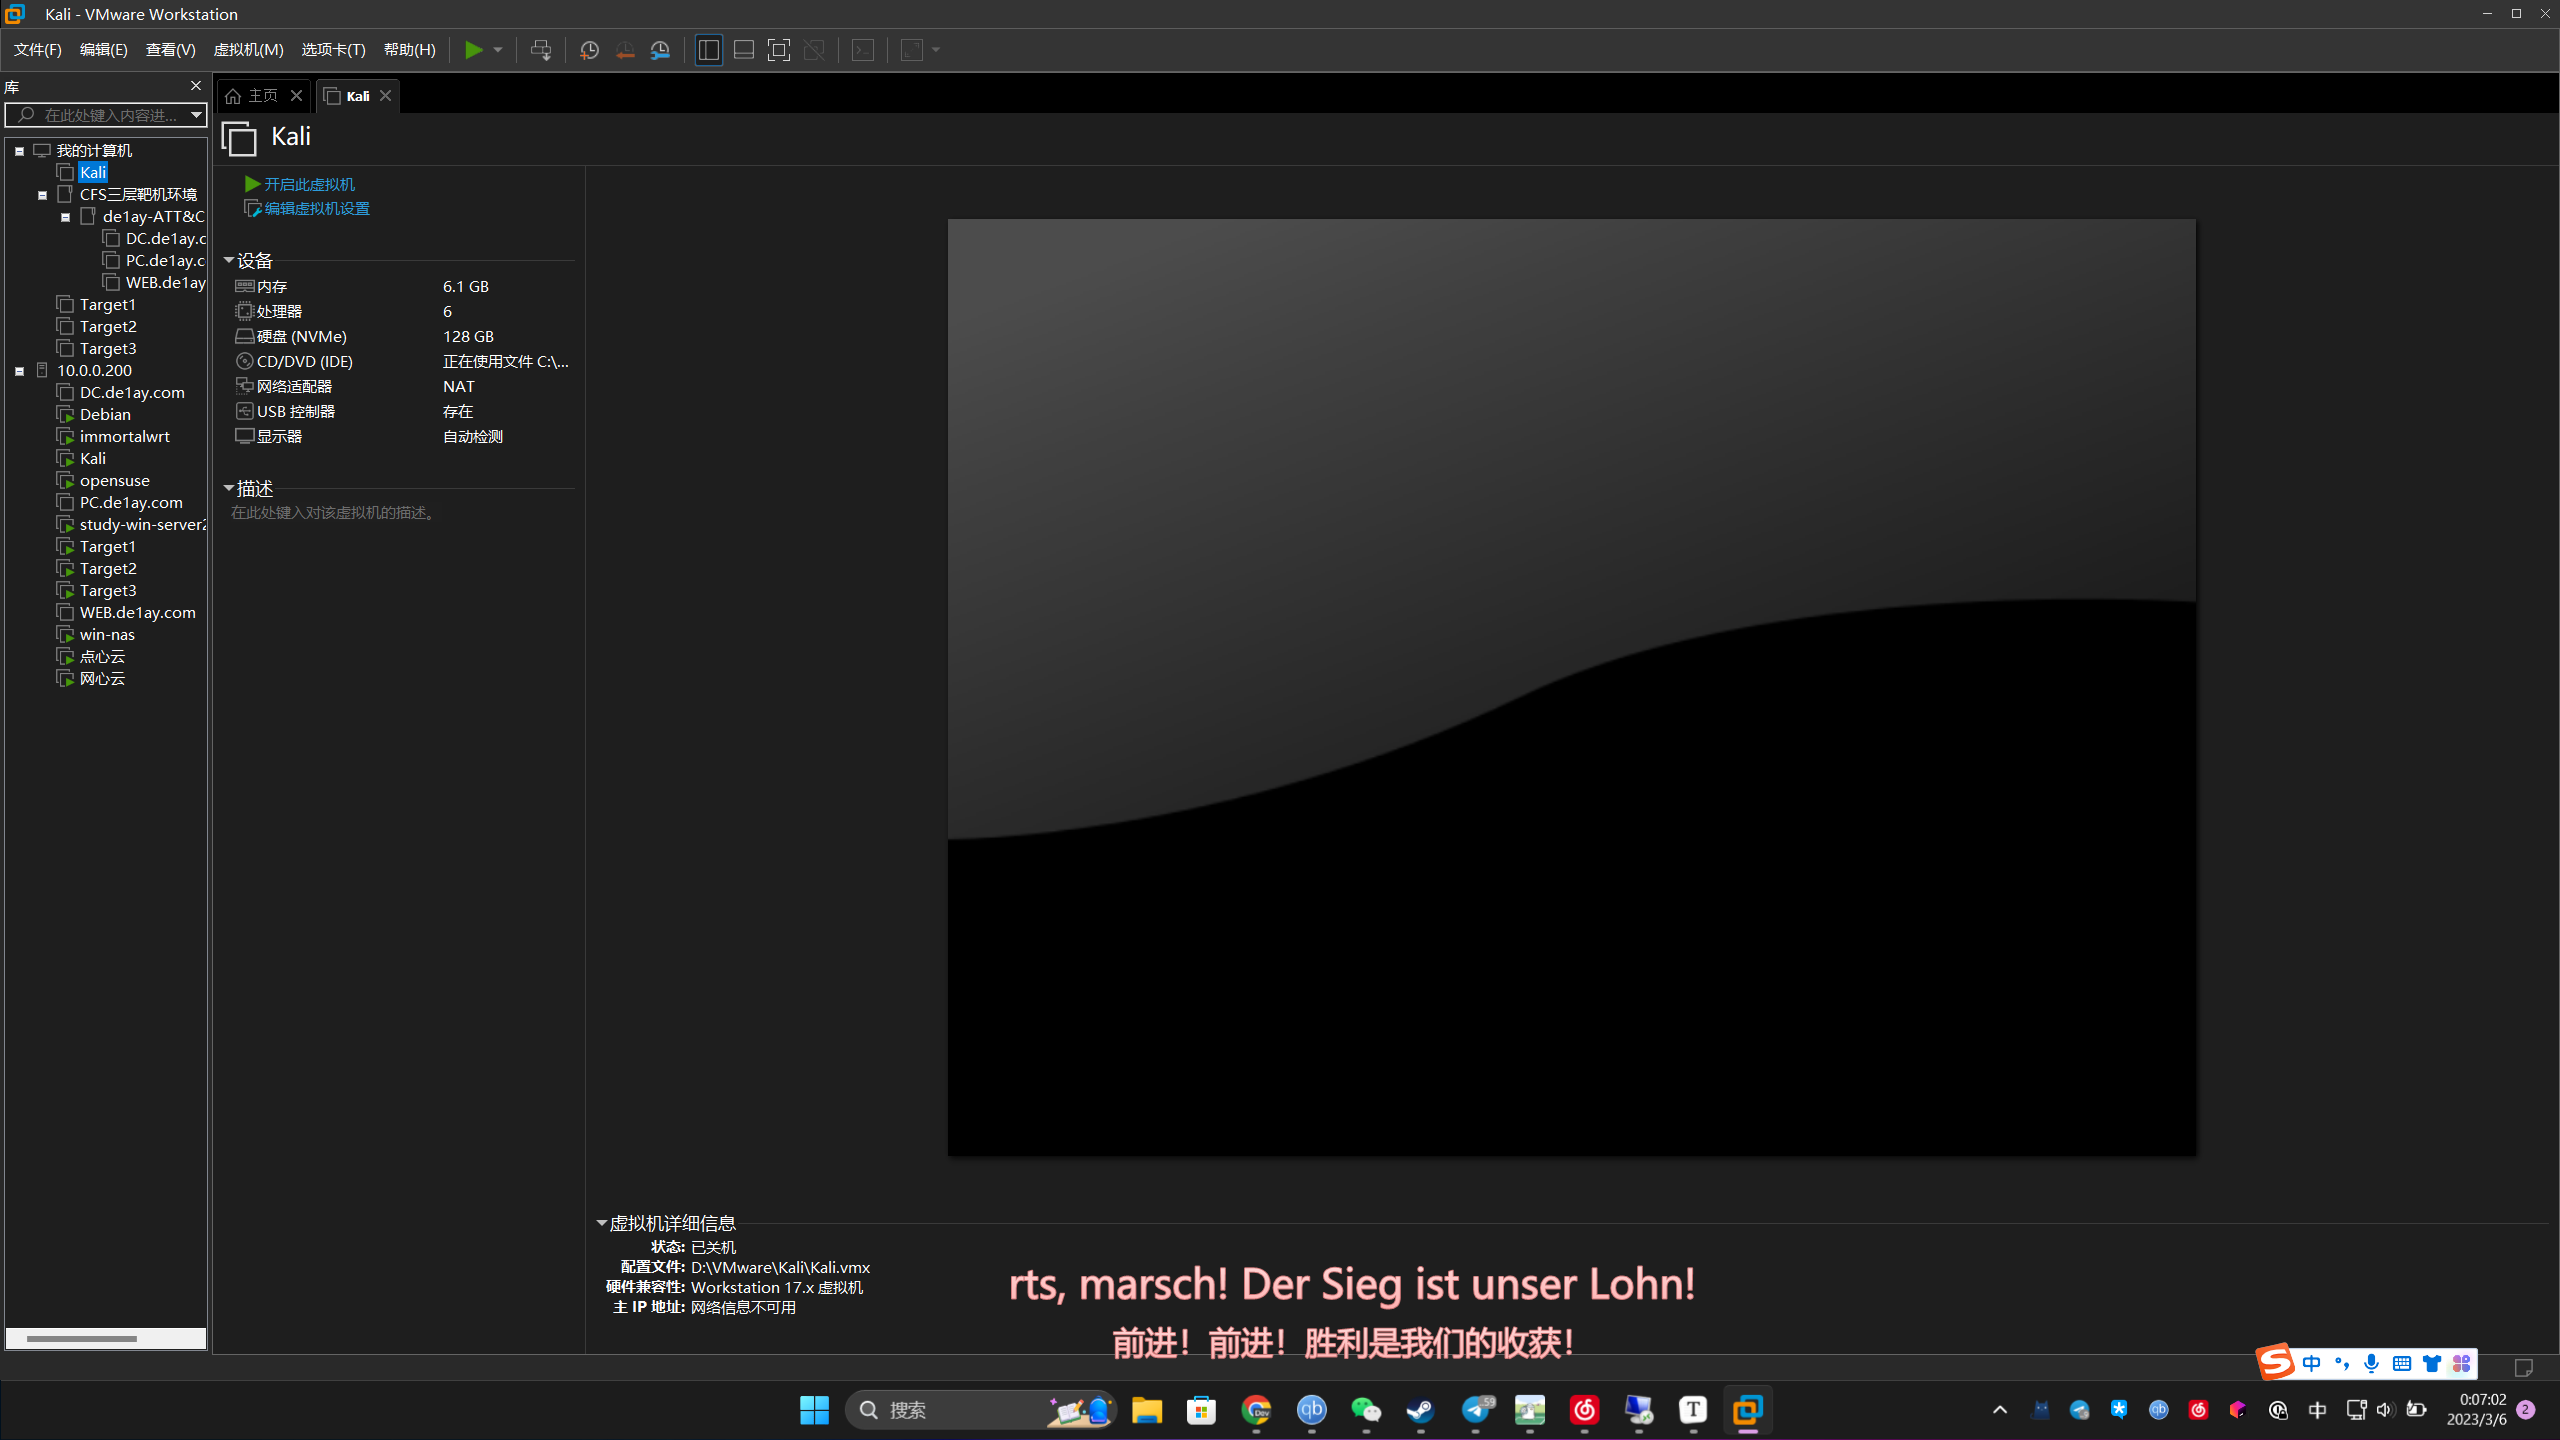 Kali - VMware Workstation
文件(F) 编辑(E) 查看(V) 虚拟机(M) 选项卡(T) 帮助(H)
库
在此处键入内容进...
我的计算机
Kali
CFS三层靶机环境
de1ay-ATT&C
DC.de1ay.c
PC.de1ay.c
WEB.de1ay
Target1
Target2
Target3
10.0.0.200
DC.de1ay.com
Debian
immortalwrt
Kali
opensuse
PC.de1ay.com
study-win-server2
Target1
Target2
Target3
WEB.de1ay.com
win-nas
点心云
网心云
主页 Kali
Kali
开启此虚拟机
编辑虚拟机设置
设备
内存 6.1 GB
处理器 6
硬盘 (NVMe) 128 GB
CD/DVD (IDE) 正在使用文件 C:\...
网络适配器 NAT
USB 控制器 存在
显示器 自动检测
描述
在此处键入对该虚拟机的描述。
虚拟机详细信息
状态: 已关机
配置文件: D:\VMware\Kali\Kali.vmx
硬件兼容性: Workstation 17.x 虚拟机
主 IP 地址: 网络信息不可用
rts, marsch! Der Sieg ist unser Lohn!
前进！前进！胜利是我们的收获！
中
搜索
Dev
qb
59
T
qb
中
0:07:02
2023/3/6
2